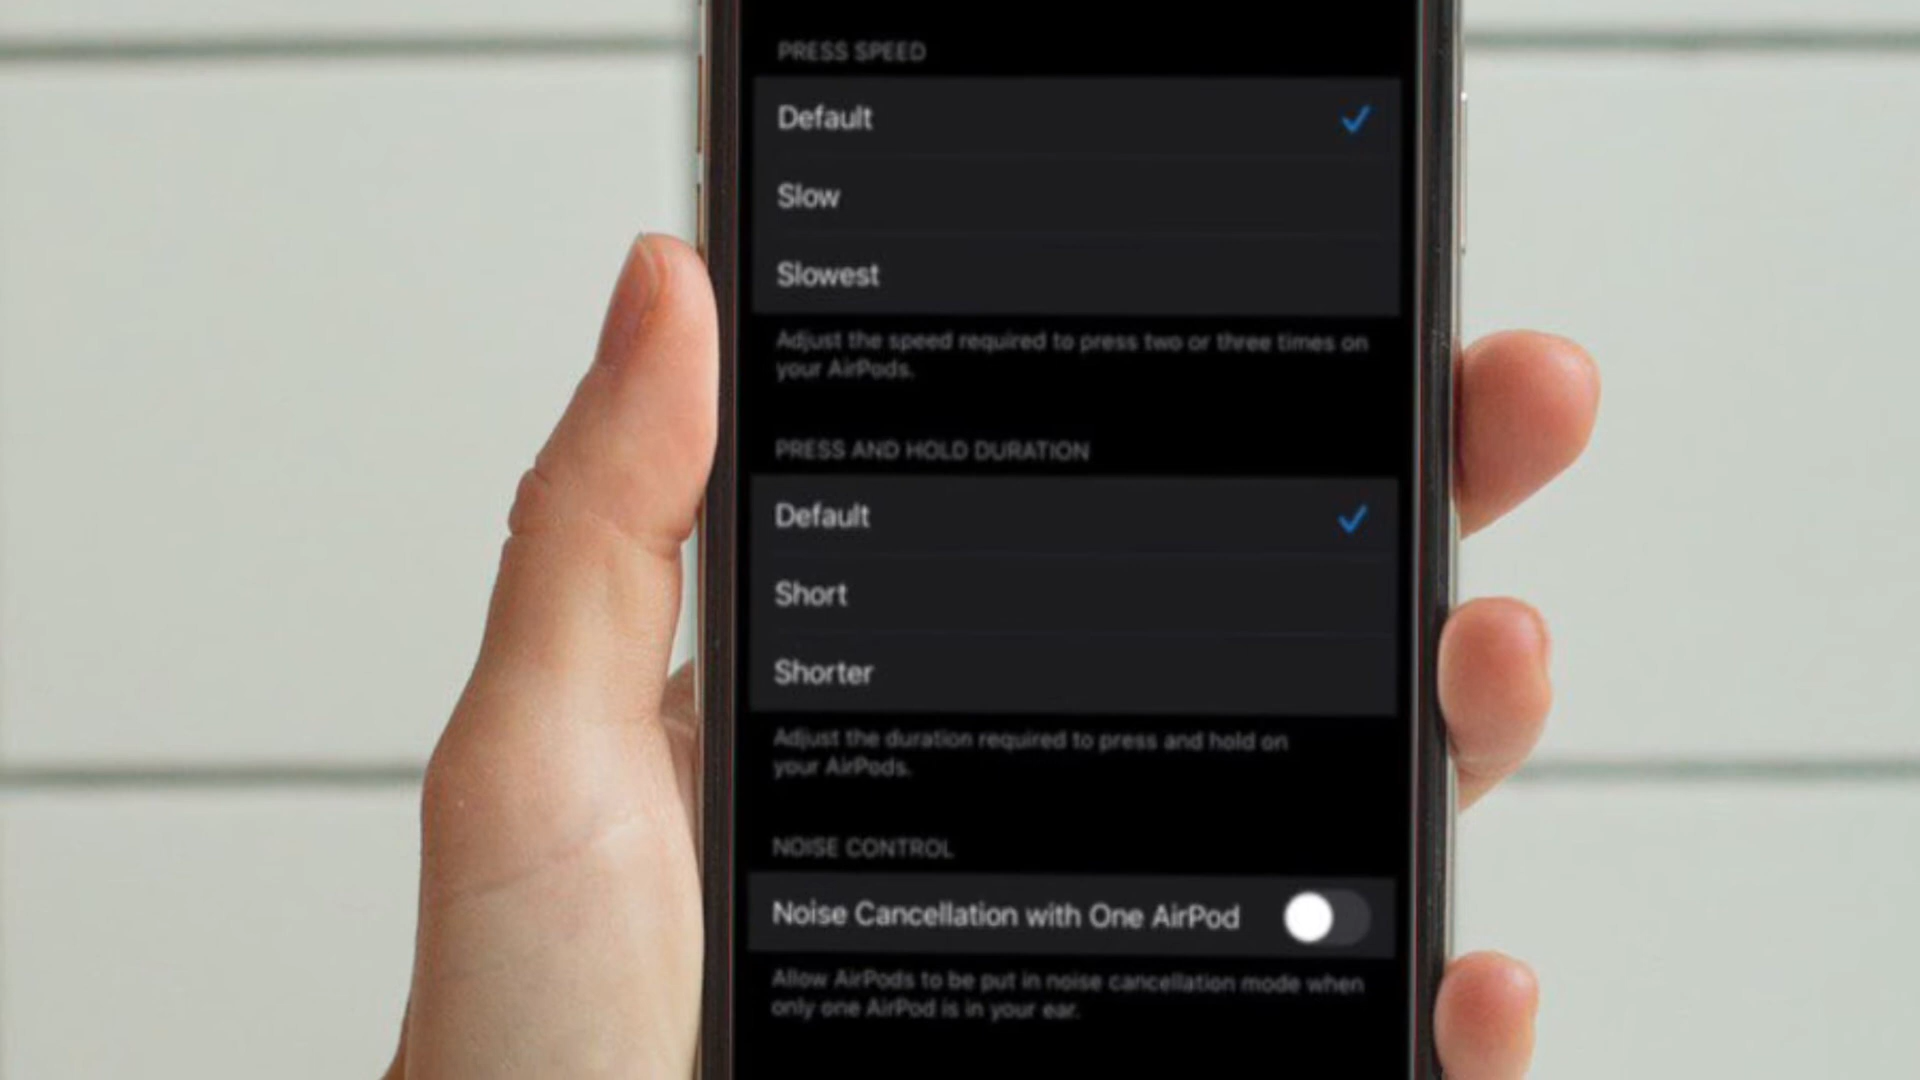 PRESS SPEED
Default
Slow
Slowest
Adjust the speed required to press two or three times on
your AirPods.
PRESS AND HOLD DURATION
Default
Short
Shorter
Adjust the duration required to press and hold on
your AirPods.
NOISE CONTROL
Noise Cancellation with One AirPod
Allow AirPods to be put in noise cancellation mode when
only one AirPod is in your ear.